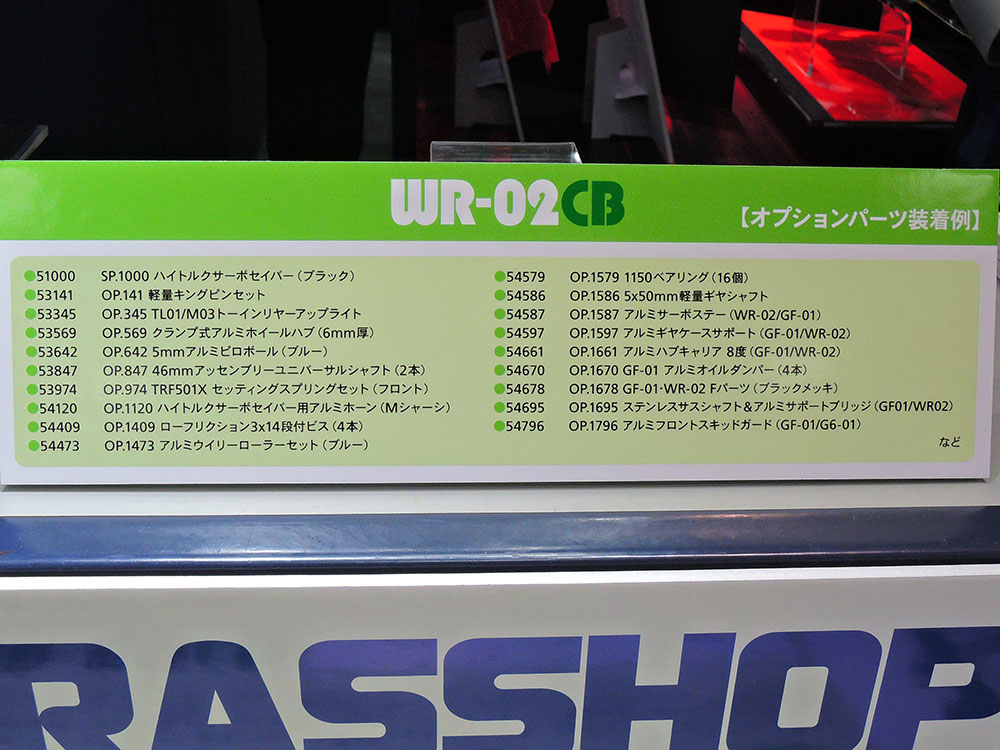 WR-02CB
【オプションパーツ装着例】
●51000 SP.1000 ハイトルクサーボセイバー（ブラック）
●53141 OP.141 軽量キングピンセット
●53345 OP.345 TL01/M03トーインリヤーアップライト
●53569 OP.569 クランプ式アルミホイールハブ（6mm厚）
●53642 OP.642 5mmアルミピロボール（ブルー）
●53847 OP.847 46mmアッセンブリーユニバーサルシャフト（2本）
●53974 OP.974 TRF501X セッティングスプリングセット（フロント）
●54120 OP.1120 ハイトルクサーボセイバー用アルミホーン（Mシャーシ）
●54409 OP.1409 ローフリクション3x14段付ビス（4本）
●54473 OP.1473 アルミウイリーローラーセット（ブルー）
●54579 OP.1579 1150ベアリング（16個）
●54586 OP.1586 5x50mm軽量ギヤシャフト
●54587 OP.1587 アルミサーボステー（WR-02/GF-01）
●54597 OP.1597 アルミギヤケースサポート（GF-01/WR-02）
●54661 OP.1661 アルミハブキャリア 8度（GF-01/WR-02）
●54670 OP.1670 GF-01 アルミオイルダンパー（4本）
●54678 OP.1678 GF-01･WR-02 Fパーツ（ブラックメッキ）
●54695 OP.1695 ステンレスサスシャフト＆アルミサポートブリッジ（GF01/WR02）
●54796 OP.1796 アルミフロントスキッドガード（GF-01/G6-01）
など
RASSHOP